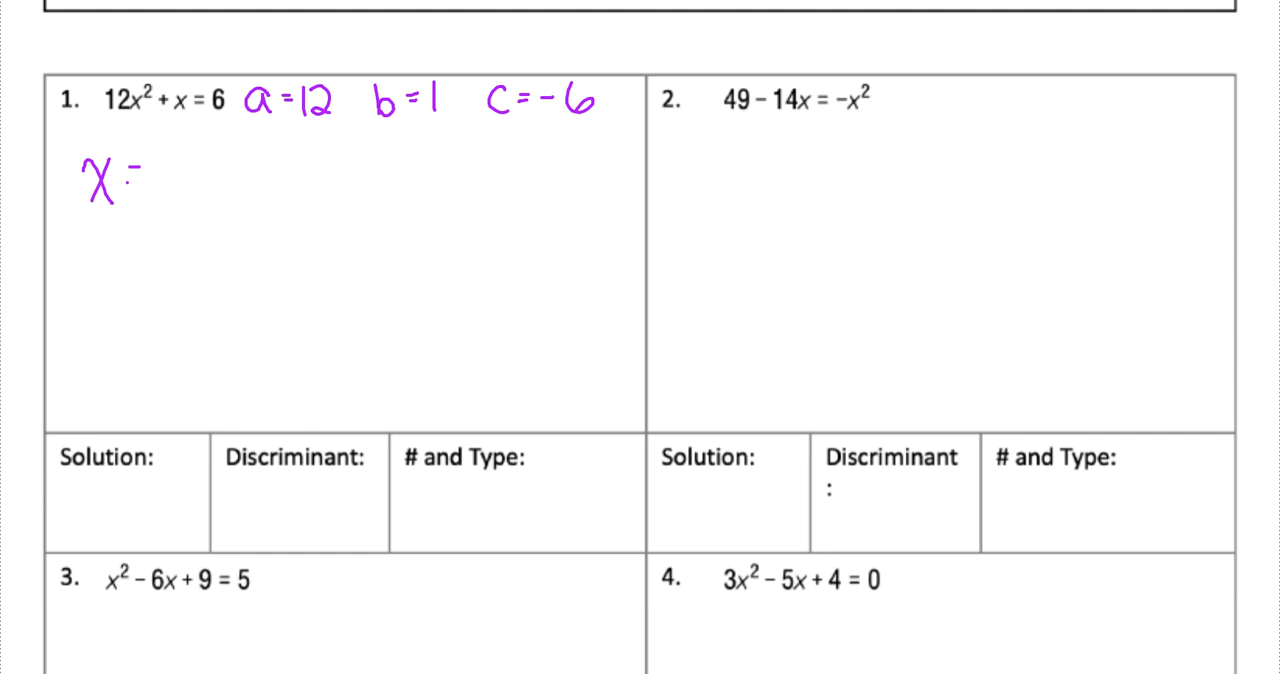 1. 12x² + x = 6 a = 12 b = 1 c = -6
x =
2. 49 – 14x = –x²
Solution: Discriminant: # and Type:
Solution: Discriminant : # and Type:
3. x² – 6x + 9 = 5
4. 3x² – 5x + 4 = 0